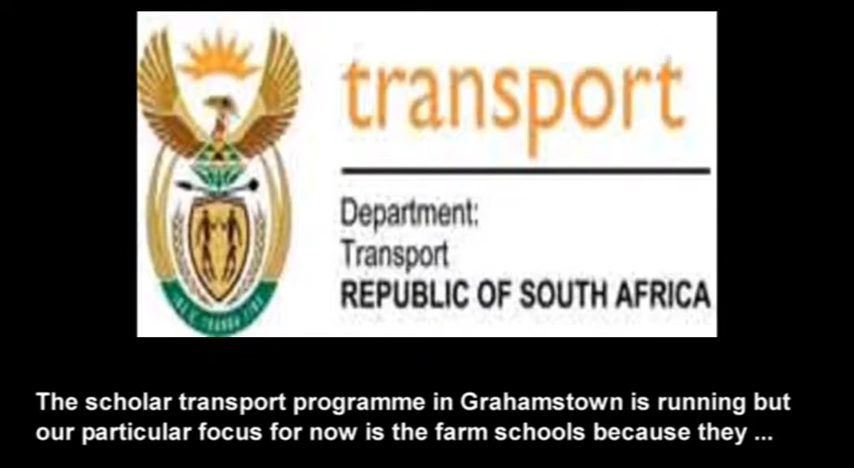 transport
Department:
Transport
REPUBLIC OF SOUTH AFRICA
The scholar transport programme in Grahamstown is running but
our particular focus for now is the farm schools because they ...